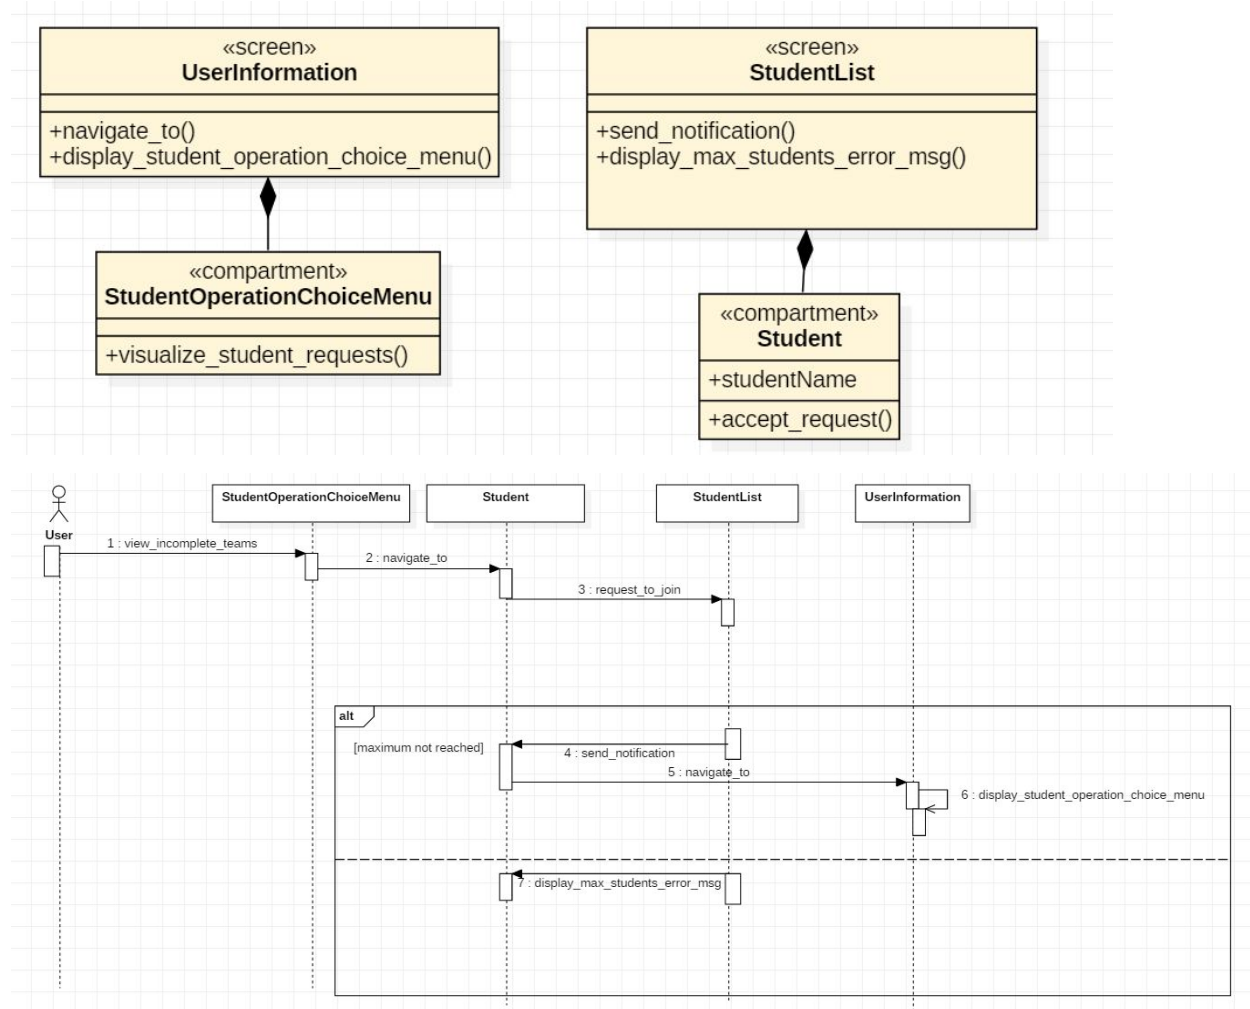 «screen»
UserInformation
+navigate_to()
+display_student_operation_choice_menu()
«compartment»
StudentOperationChoiceMenu
+visualize_student_requests()
«screen»
StudentList
+send_notification()
+display_max_students_error_msg()
«compartment»
Student
+studentName
+accept_request()
User
StudentOperationChoiceMenu
Student
StudentList
UserInformation
1 : view_incomplete_teams
2 : navigate_to
3 : request_to_join
alt
[maximum not reached]
4 : send_notification
5 : navigate_to
6 : display_student_operation_choice_menu
7 : display_max_students_error_msg